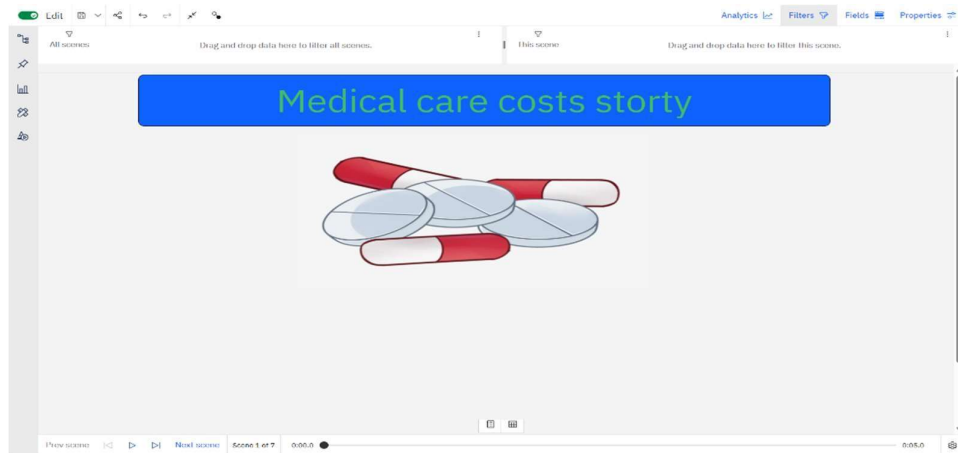 Edit
Analytics Filters Fields Properties
All scenes Drag and drop data here to filter all scenes. This scene Drag and drop data here to filter this scene.
Medical care costs storty
Prev scene Next scene Scene 1 of 7 0:00.0 0:05.0